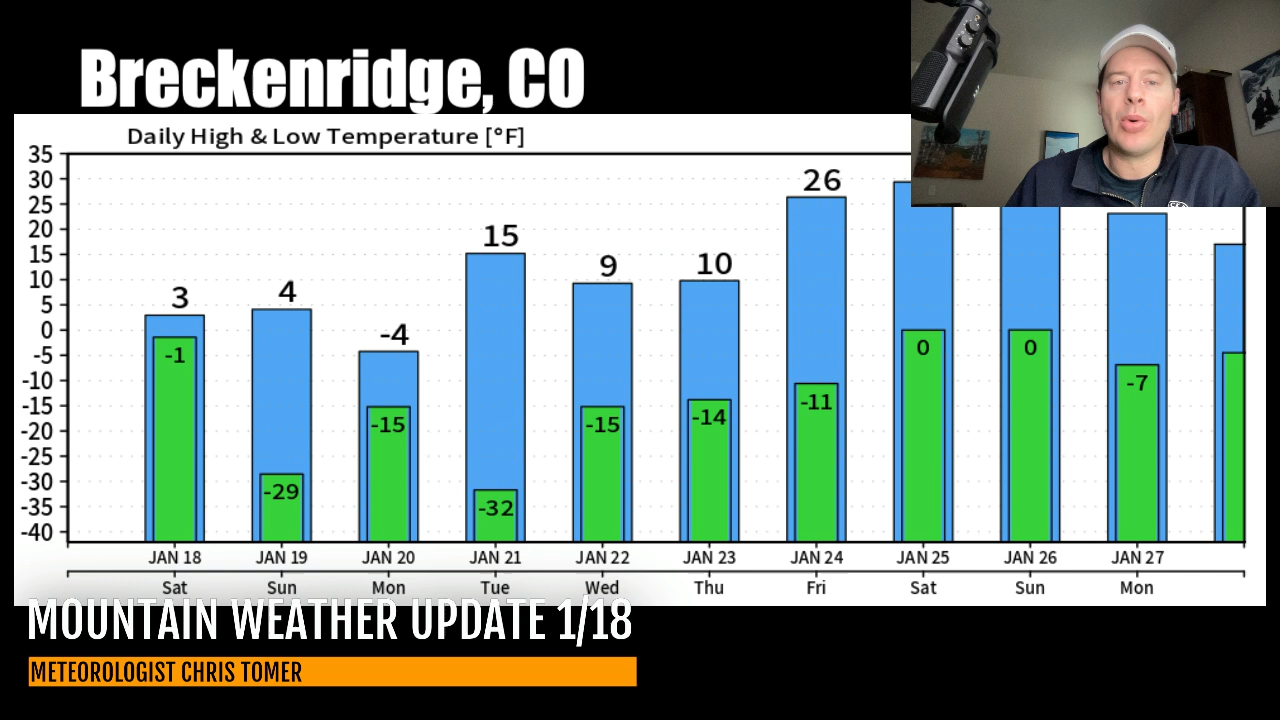 Breckenridge, CO
Daily High & Low Temperature [°F]
35
30
25
20
15
10
5
0
-5
-10
-15
-20
-25
-30
-35
-40
3 4 -4 15 9 10 26
-1 -29 -15 -32 -15 -14 -11 0 0 -7
JAN 18 JAN 19 JAN 20 JAN 21 JAN 22 JAN 23 JAN 24 JAN 25 JAN 26 JAN 27
Sat Sun Mon Tue Wed Thu Fri Sat Sun Mon
MOUNTAIN WEATHER UPDATE 1/18
METEOROLOGIST CHRIS TOMER